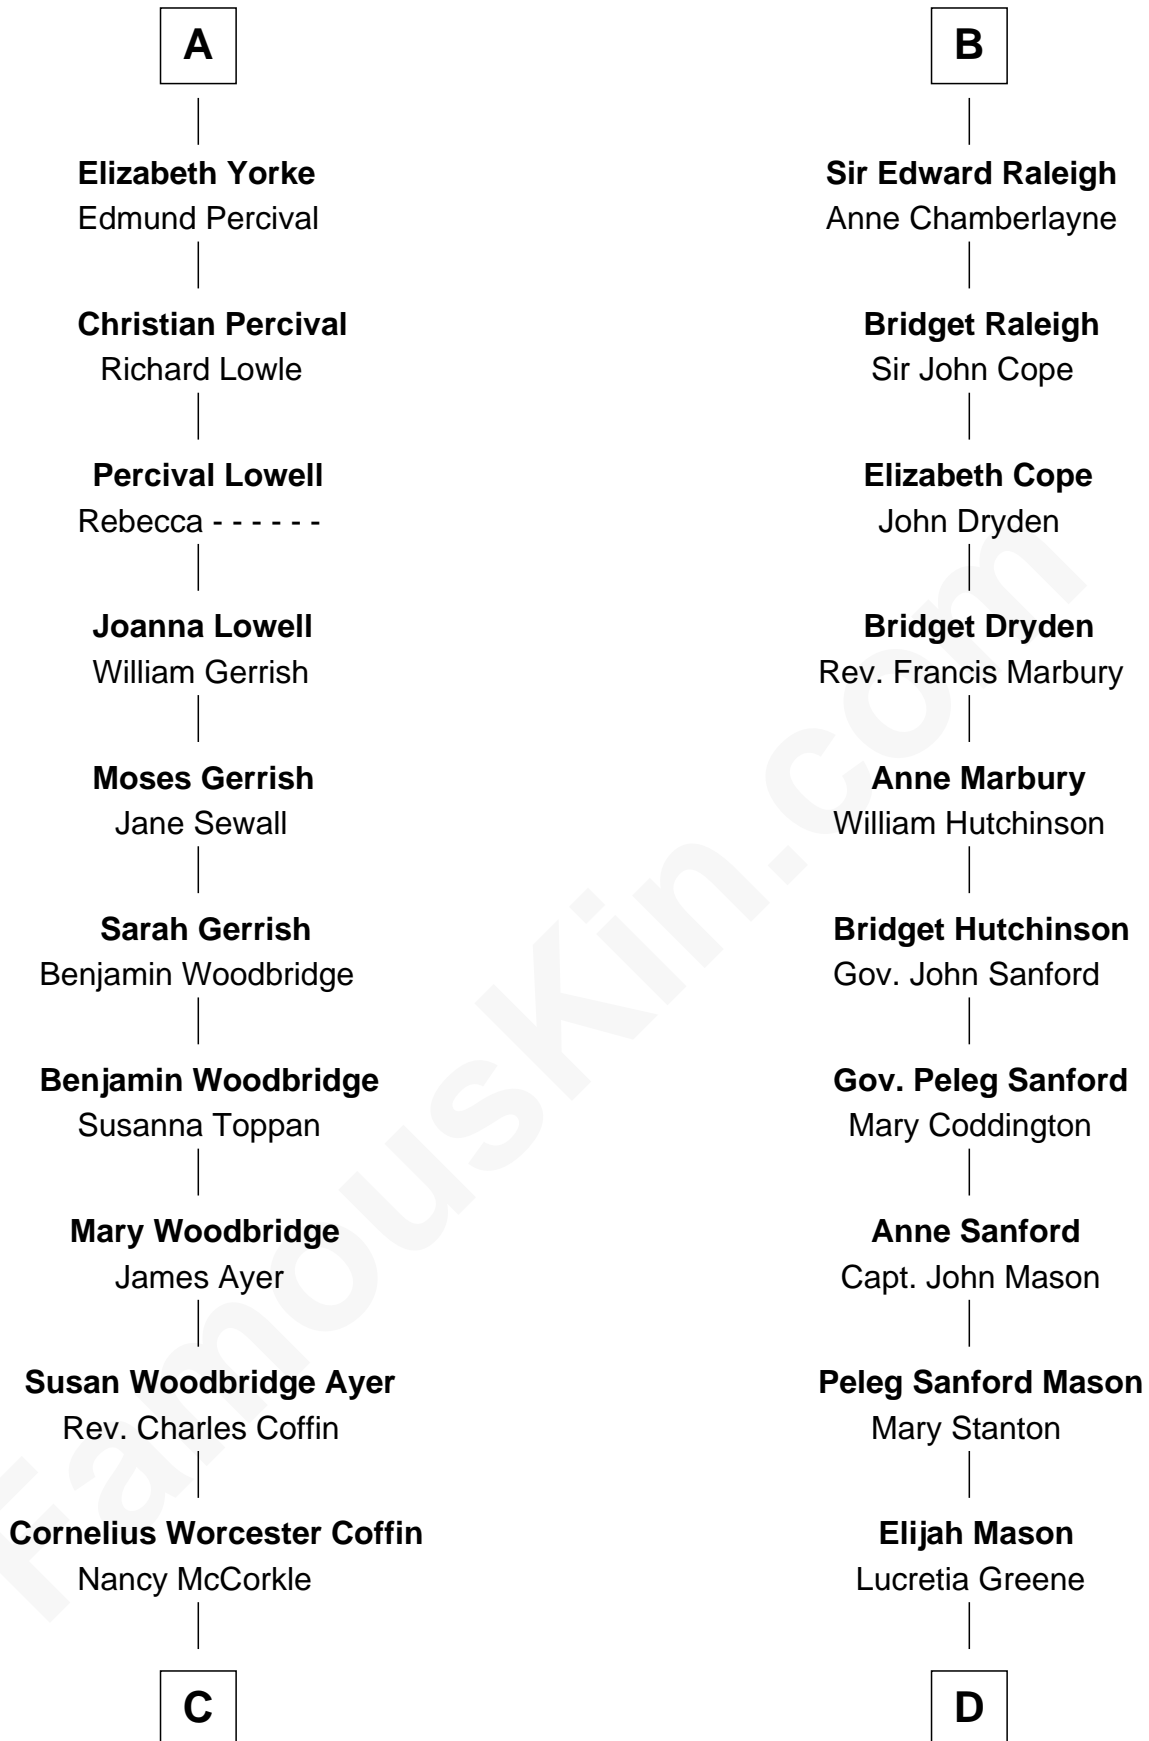 A
Elizabeth Yorke
Edmund Percival
Christian Percival
Richard Lowle
Percival Lowell
Rebecca - - - - - -
Joanna Lowell
William Gerrish
Moses Gerrish
Jane Sewall
Sarah Gerrish
Benjamin Woodbridge
Benjamin Woodbridge
Susanna Toppan
Mary Woodbridge
James Ayer
Susan Woodbridge Ayer
Rev. Charles Coffin
Cornelius Worcester Coffin
Nancy McCorkle
C
B
Sir Edward Raleigh
Anne Chamberlayne
Bridget Raleigh
Sir John Cope
Elizabeth Cope
John Dryden
Bridget Dryden
Rev. Francis Marbury
Anne Marbury
William Hutchinson
Bridget Hutchinson
Gov. John Sanford
Gov. Peleg Sanford
Mary Coddington
Anne Sanford
Capt. John Mason
Peleg Sanford Mason
Mary Stanton
Elijah Mason
Lucretia Greene
D
FamousKin.com